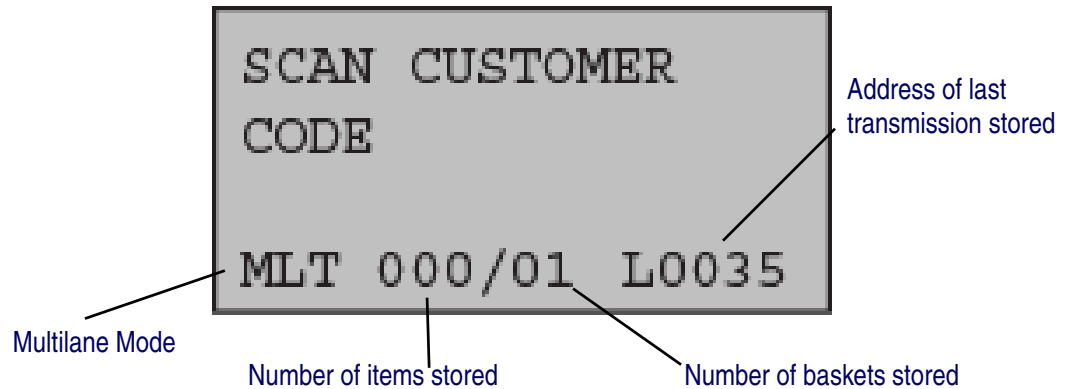 SCAN CUSTOMER
CODE
MLT 000/01 L0035
Address of last
transmission stored
Multilane Mode
Number of items stored
Number of baskets stored